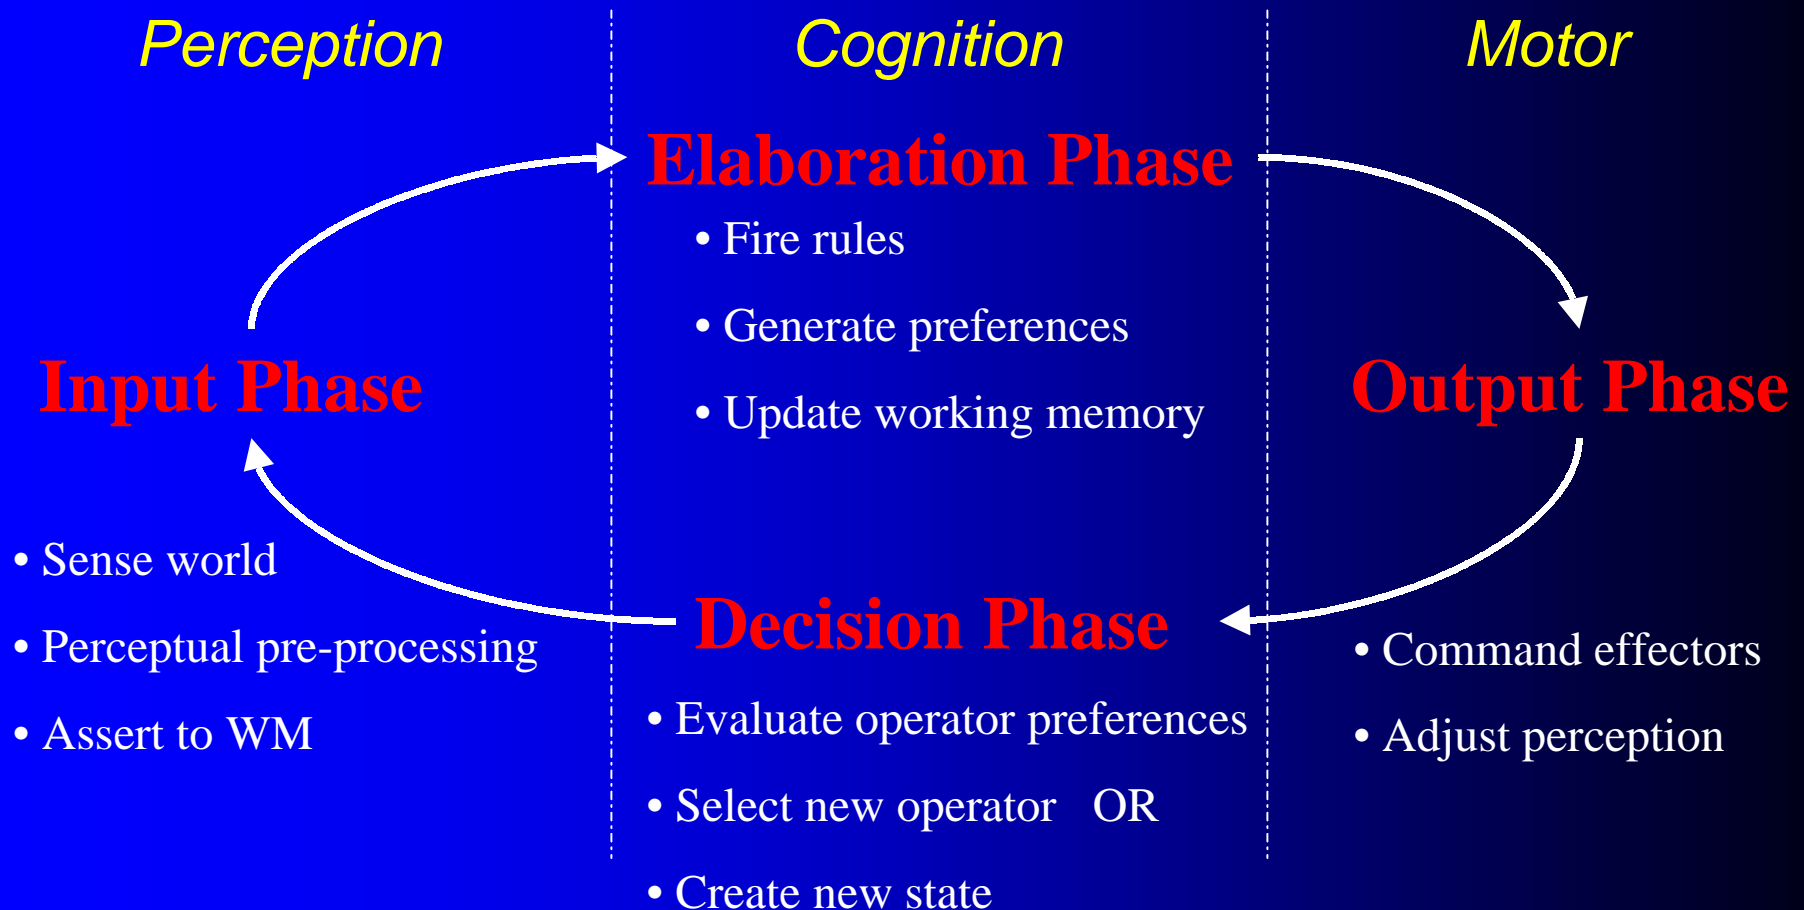 Perception
Cognition
Motor
Elaboration Phase
• Fire rules
• Generate preferences
• Update working memory
Input Phase
• Sense world
• Perceptual pre-processing
• Assert to WM
Output Phase
• Command effectors
• Adjust perception
Decision Phase
• Evaluate operator preferences
• Select new operator OR
• Create new state